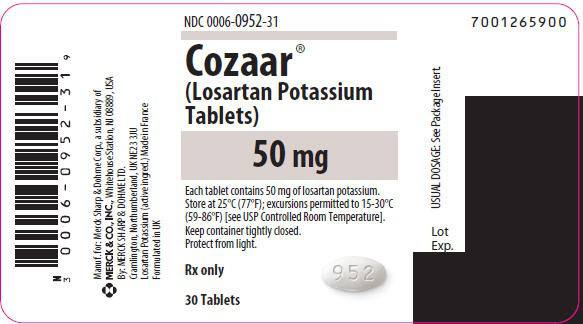 NDC 0006-0952-31
7001265900
Cozaar®
(Losartan Potassium
Tablets)
50 mg
Each tablet contains 50 mg of losartan potassium.
Store at 25°C (77°F); excursions permitted to 15-30°C
(59-86°F) [see USP Controlled Room Temperature].
Keep container tightly closed.
Protect from light.
Rx only
952
30 Tablets
N
3 0006-0952-31 9
Manuf. for: Merck Sharp & Dohme Corp., a subsidiary of
MERCK & CO., INC., Whitehouse Station, NJ 08889, USA
By: MERCK SHARP & DOHME LTD.
Cramlington, Northumberland, UK NE23 3JU
Losartan Potassium (active ingred.) Made in France
Formulated in UK
USUAL DOSAGE: See Package Insert.
Lot
Exp.